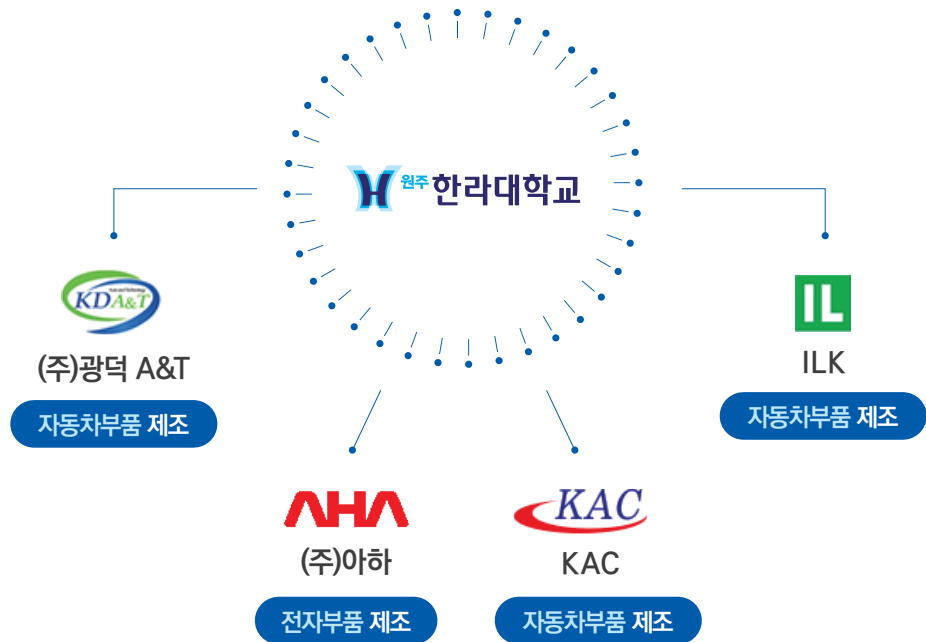 원주 한라대학교
KD A&T
(주)광덕 A&T
자동차부품 제조
IL
ILK
자동차부품 제조
AHA
(주)아하
전자부품 제조
KAC
KAC
자동차부품 제조